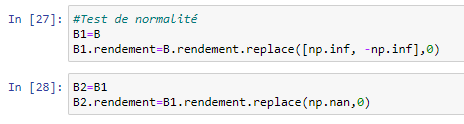 In [27]: #Test de normalité
B1=B
B1.rendement=B.rendement.replace([np.inf, -np.inf],0)
In [28]: B2=B1
B2.rendement=B1.rendement.replace(np.nan,0)